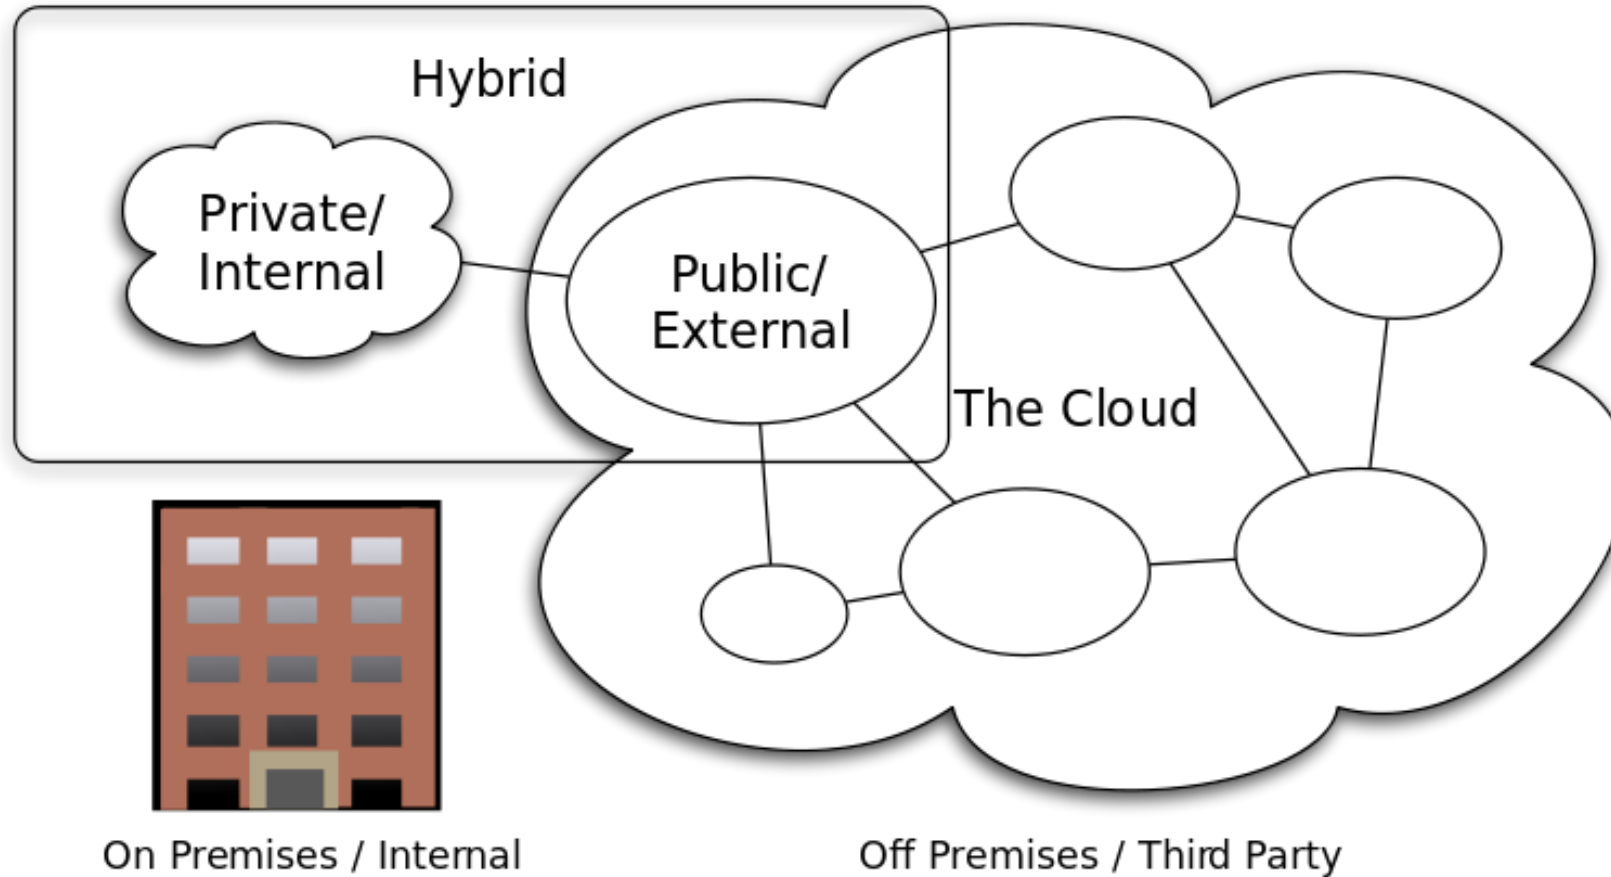 Hybrid
Private/
Internal
Public/
External
The Cloud
On Premises / Internal
Off Premises / Third Party